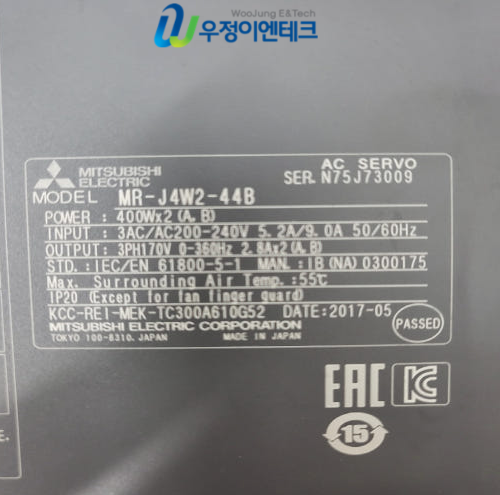 WooJung E&Tech
우정이엔테크
MITSUBISHI
ELECTRIC
AC SERVO
SER. N75J73009
MODEL MR-J4W2-44B
POWER : 400Wx2(A, B)
INPUT : 3AC/AC200-240V 5.2A/9.0A 50/60Hz
OUTPUT: 3PH170V 0-360Hz 2.8Ax2(A, B)
STD.: IEC/EN 61800-5-1 MAN.: IB(NA)0300175
Max. Surrounding Air Temp.:55℃
IP20 (Except for fan finger guard)
KCC-REI-MEK-TC300A610G52 DATE:2017-05
MITSUBISHI ELECTRIC CORPORATION
TOKYO 100-8310, JAPAN MADE IN JAPAN
PASSED
EAC
15
E.